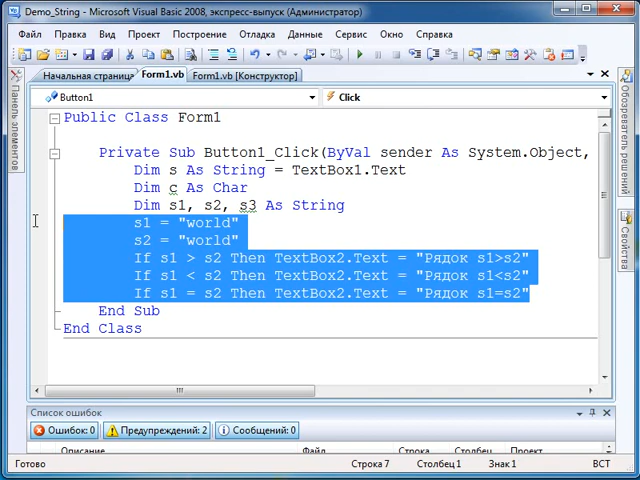 Demo_String - Microsoft Visual Basic 2008, экспресс-выпуск (Администратор)
Файл Правка Вид Проект Построение Отладка Данные Сервис Окно Справка
Начальная страница Form1.vb Form1.vb [Конструктор]
Button1 Click
Панель элементов
Обозреватель решений
Свойства
Public Class Form1
Private Sub Button1_Click(ByVal sender As System.Object,
Dim s As String = TextBox1.Text
Dim c As Char
Dim s1, s2, s3 As String
s1 = "world"
s2 = "world"
If s1 > s2 Then TextBox2.Text = "Рядок s1>s2"
If s1 < s2 Then TextBox2.Text = "Рядок s1<s2"
If s1 = s2 Then TextBox2.Text = "Рядок s1=s2"
End Sub
End Class
Список ошибок
Ошибок: 0 Предупреждений: 2 Сообщений: 0
Описание Файл Строка Столбец Проект
Готово Строка 7 Столбец 1 Знак 1 ВСТ